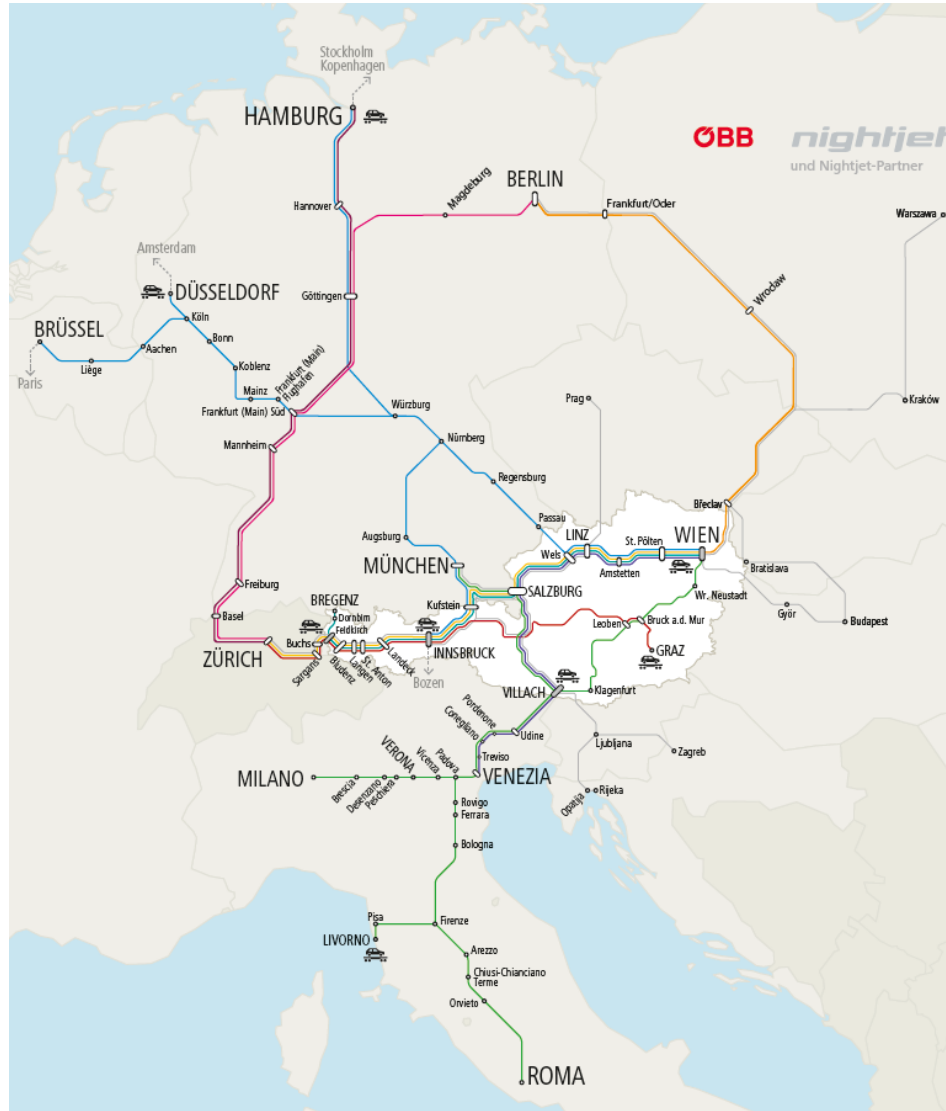 Stockholm
Kopenhagen
HAMBURG
ÖBB
nightjet
und Nightjet-Partner
Magdeburg
BERLIN
Hannover
Frankfurt/Oder
Warszawa
Amsterdam
DÜSSELDORF
Göttingen
Wrocław
BRÜSSEL
Köln
Aachen
Bonn
Liège
Paris
Koblenz
Mainz
Frankfurt (Main)
Flughafen
Frankfurt (Main) Süd
Würzburg
Prag
Kraków
Mannheim
Nürnberg
Regensburg
Břeclav
Passau
Augsburg
LINZ
St. Pölten
WIEN
Wels
Amstetten
MÜNCHEN
Bratislava
Freiburg
SALZBURG
Wr. Neustadt
Kufstein
BREGENZ
Györ
Budapest
Basel
Dornbirn
Feldkirch
Leoben
Bruck a.d. Mur
Buchs
ZÜRICH
Sargans
Bludenz
Langen
St. Anton
Landeck
INNSBRUCK
GRAZ
Bozen
VILLACH
Klagenfurt
Pordenone
Conegliano
Udine
Ljubljana
Zagreb
Treviso
VERONA
Vicenza
Padova
VENEZIA
MILANO
Brescia
Desenzano
Peschiera
Opatija
Rijeka
Rovigo
Ferrara
Bologna
Pisa
Firenze
LIVORNO
Arezzo
Chiusi-Chianciano
Terme
Orvieto
ROMA